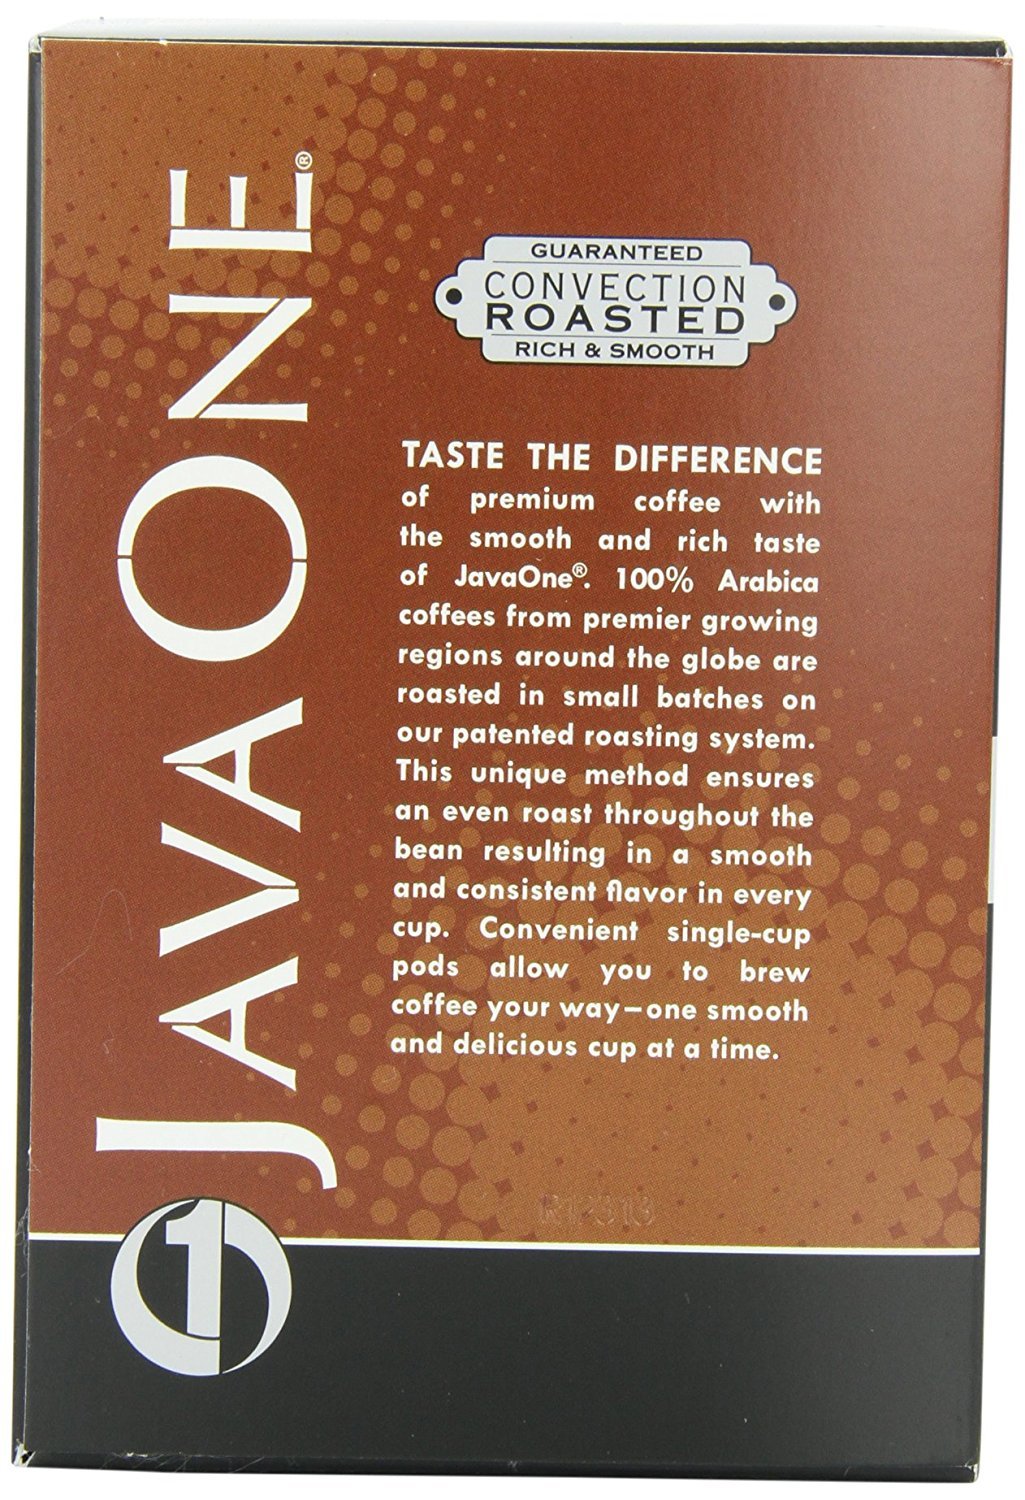 JAVA ONE®
1
GUARANTEED
CONVECTION
ROASTED
RICH & SMOOTH
TASTE THE DIFFERENCE
of premium coffee with
the smooth and rich taste
of JavaOne®. 100% Arabica
coffees from premier growing
regions around the globe are
roasted in small batches on
our patented roasting system.
This unique method ensures
an even roast throughout the
bean resulting in a smooth
and consistent flavor in every
cup. Convenient single-cup
pods allow you to brew
coffee your way—one smooth
and delicious cup at a time.